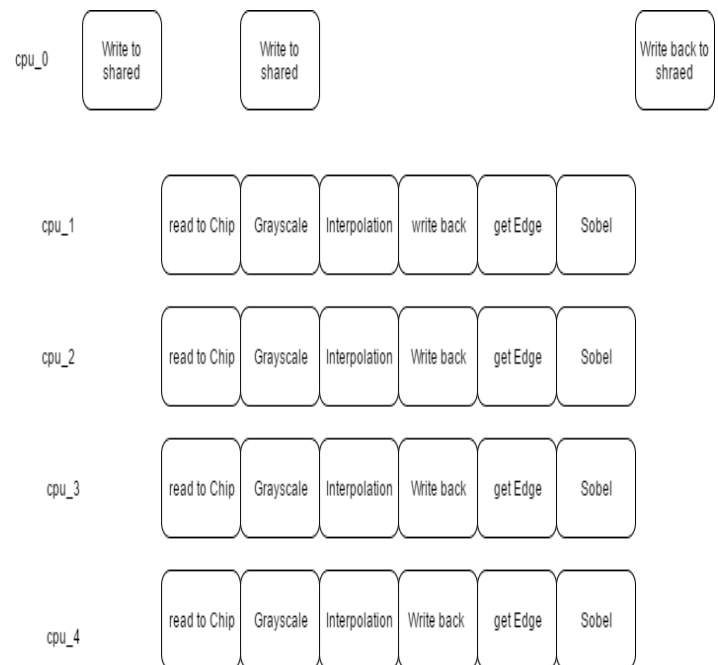 cpu_0
Write to
shared
Write to
shared
Write back to
shraed
cpu_1
read to Chip
Grayscale
Interpolation
write back
get Edge
Sobel
cpu_2
read to Chip
Grayscale
Interpolation
Write back
get Edge
Sobel
cpu_3
read to Chip
Grayscale
Interpolation
Write back
get Edge
Sobel
cpu_4
read to Chip
Grayscale
Interpolation
Write back
get Edge
Sobel